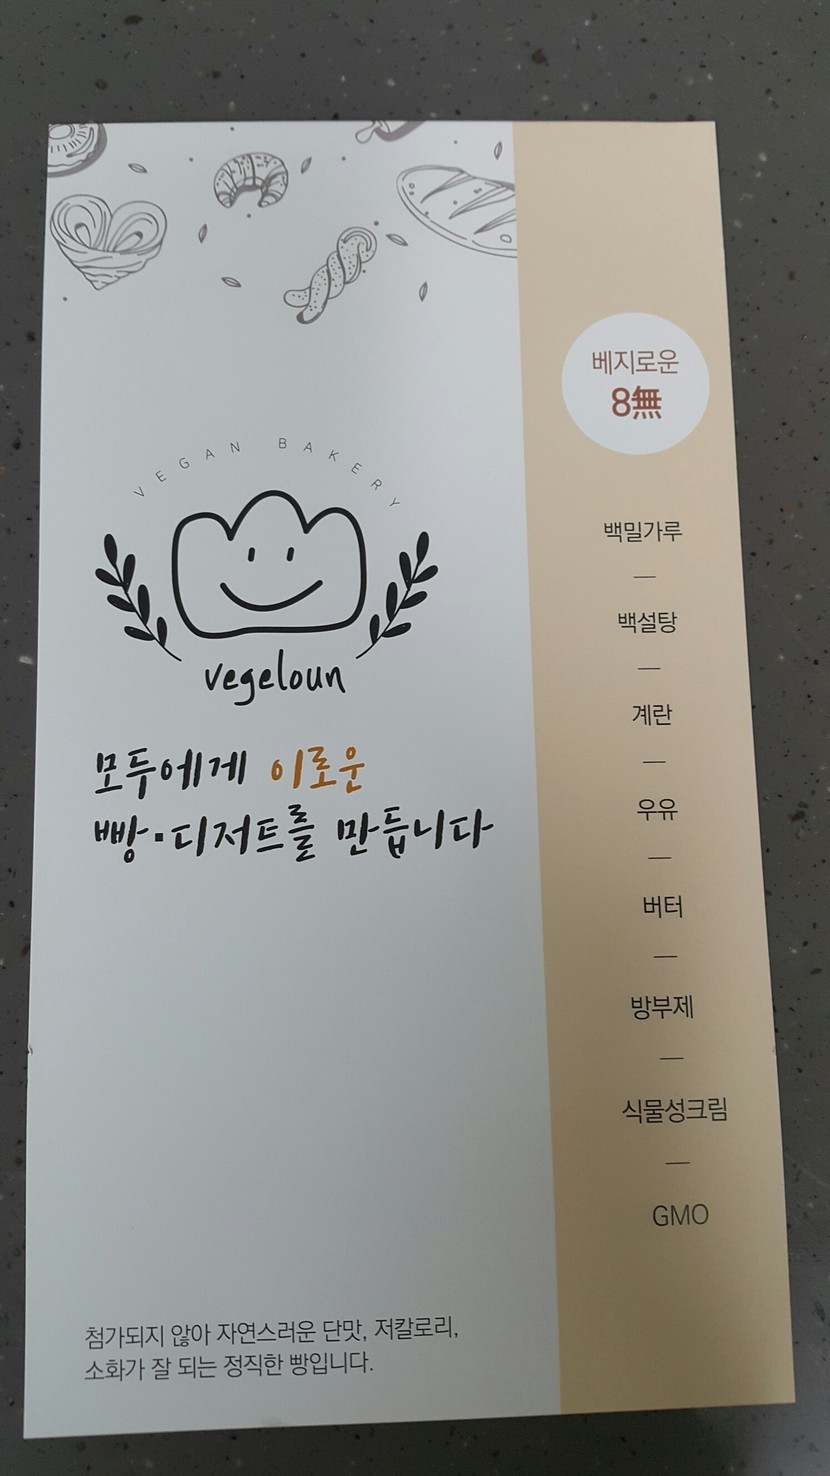 VEGAN BAKERY
vegeloun
모두에게 이로운
빵·디저트를 만듭니다
첨가되지 않아 자연스러운 단맛, 저칼로리,
소화가 잘 되는 정직한 빵입니다.
베지로운
8無
백밀가루
백설탕
계란
우유
버터
방부제
식물성크림
GMO